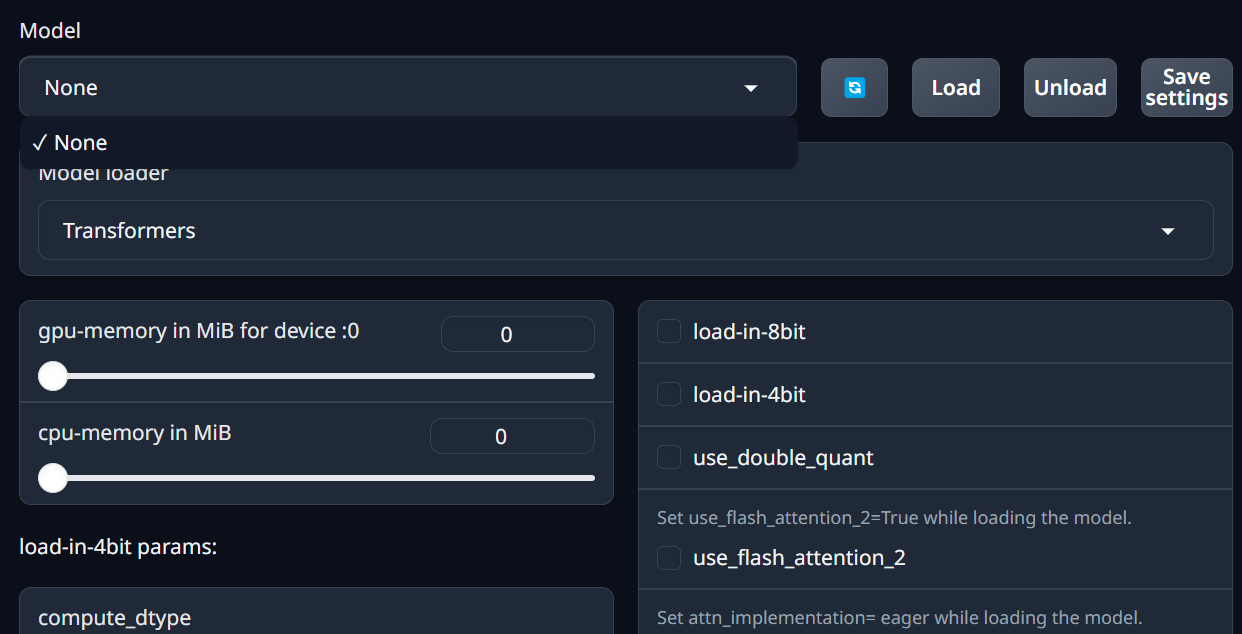 Model
None
Load
Unload
Save
settings
✓ None
Model loader
Transformers
gpu-memory in MiB for device :0
0
cpu-memory in MiB
0
load-in-4bit params:
compute_dtype
load-in-8bit
load-in-4bit
use_double_quant
Set use_flash_attention_2=True while loading the model.
use_flash_attention_2
Set attn_implementation= eager while loading the model.